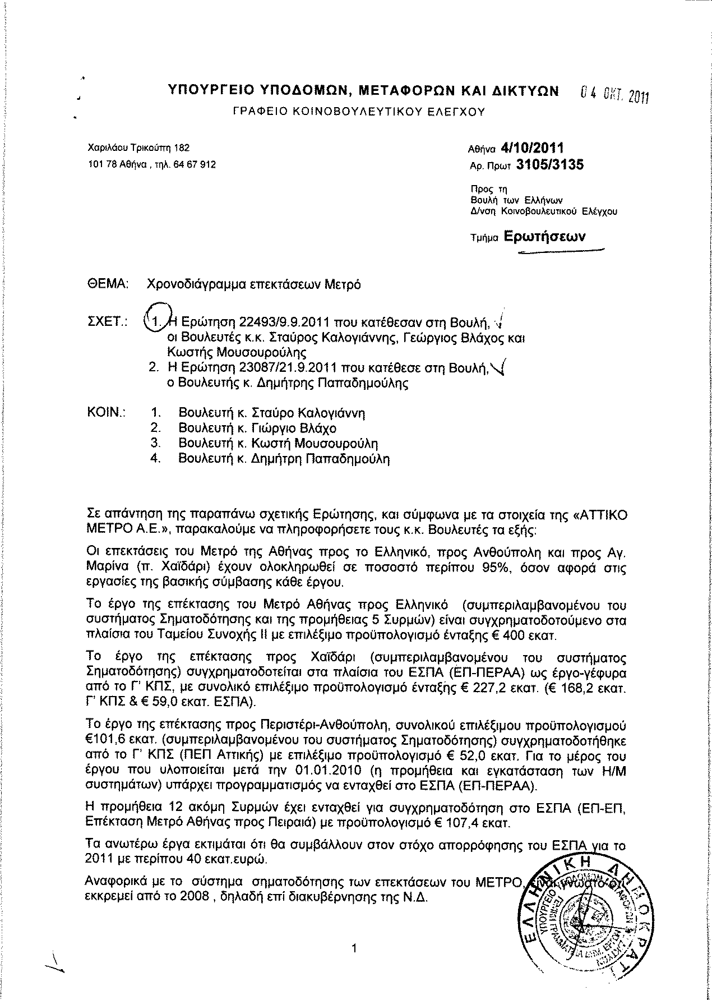 ΥΠΟΥΡΓΕΙΟ ΥΠΟΔΟΜΩΝ, ΜΕΤΑΦΟΡΩΝ ΚΑΙ ΔΙΚΤΥΩΝ 04 ΟΚΤ. 2011
ΓΡΑΦΕΙΟ ΚΟΙΝΟΒΟΥΛΕΥΤΙΚΟΥ ΕΛΕΓΧΟΥ
Χαριλάου Τρικούπη 182
101 78 Αθήνα , τηλ. 64 67 912
Αθήνα 4/10/2011
Αρ. Πρωτ 3105/3135
Προς τη
Βουλή των Ελλήνων
Δ/νση Κοινοβουλευτικού Ελέγχου
Τμήμα Ερωτήσεων
ΘΕΜΑ: Χρονοδιάγραμμα επεκτάσεων Μετρό
ΣΧΕΤ.: 1. Η Ερώτηση 22493/9.9.2011 που κατέθεσαν στη Βουλή,
οι Βουλευτές κ.κ. Σταύρος Καλογιάννης, Γεώργιος Βλάχος και
Κωστής Μουσουρούλης
2. Η Ερώτηση 23087/21.9.2011 που κατέθεσε στη Βουλή,
ο Βουλευτής κ. Δημήτρης Παπαδημούλης
ΚΟΙΝ.: 1. Βουλευτή κ. Σταύρο Καλογιάννη
2. Βουλευτή κ. Γιώργιο Βλάχο
3. Βουλευτή κ. Κωστή Μουσουρούλη
4. Βουλευτή κ. Δημήτρη Παπαδημούλη
Σε απάντηση της παραπάνω σχετικής Ερώτησης, και σύμφωνα με τα στοιχεία της «ΑΤΤΙΚΟ
ΜΕΤΡΟ Α.Ε.», παρακαλούμε να πληροφορήσετε τους κ.κ. Βουλευτές τα εξής:
Οι επεκτάσεις του Μετρό της Αθήνας προς το Ελληνικό, προς Ανθούπολη και προς Αγ.
Μαρίνα (π. Χαϊδάρι) έχουν ολοκληρωθεί σε ποσοστό περίπου 95%, όσον αφορά στις
εργασίες της βασικής σύμβασης κάθε έργου.
Το έργο της επέκτασης του Μετρό Αθήνας προς Ελληνικό (συμπεριλαμβανομένου του
συστήματος Σηματοδότησης και της προμήθειας 5 Συρμών) είναι συγχρηματοδοτούμενο στα
πλαίσια του Ταμείου Συνοχής ΙΙ με επιλέξιμο προϋπολογισμό ένταξης € 400 εκατ.
Το έργο της επέκτασης προς Χαϊδάρι (συμπεριλαμβανομένου του συστήματος
Σηματοδότησης) συγχρηματοδοτείται στα πλαίσια του ΕΣΠΑ (ΕΠ-ΠΕΡΑΑ) ως έργο-γέφυρα
από το Γ' ΚΠΣ, με συνολικό επιλέξιμο προϋπολογισμό ένταξης € 227,2 εκατ. (€ 168,2 εκατ.
Γ' ΚΠΣ & € 59,0 εκατ. ΕΣΠΑ).
Το έργο της επέκτασης προς Περιστέρι-Ανθούπολη, συνολικού επιλέξιμου προϋπολογισμού
€101,6 εκατ. (συμπεριλαμβανομένου του συστήματος Σηματοδότησης) συγχρηματοδοτήθηκε
από το Γ' ΚΠΣ (ΠΕΠ Αττικής) με επιλέξιμο προϋπολογισμό € 52,0 εκατ. Για το μέρος του
έργου που υλοποιείται μετά την 01.01.2010 (η προμήθεια και εγκατάσταση των Η/Μ
συστημάτων) υπάρχει προγραμματισμός να ενταχθεί στο ΕΣΠΑ (ΕΠ-ΠΕΡΑΑ).
Η προμήθεια 12 ακόμη Συρμών έχει ενταχθεί για συγχρηματοδότηση στο ΕΣΠΑ (ΕΠ-ΕΠ,
Επέκταση Μετρό Αθήνας προς Πειραιά) με προϋπολογισμό € 107,4 εκατ.
Τα ανωτέρω έργα εκτιμάται ότι θα συμβάλλουν στον στόχο απορρόφησης του ΕΣΠΑ για το
2011 με περίπου 40 εκατ.ευρώ.
Αναφορικά με το σύστημα σηματοδότησης των επεκτάσεων του ΜΕΤΡΟ, είναι γνωστό ότι
εκκρεμεί από το 2008 , δηλαδή επί διακυβέρνησης της Ν.Δ.
ΕΛΛΗΝΙΚΗ ΔΗΜΟΚΡΑΤΙ
1